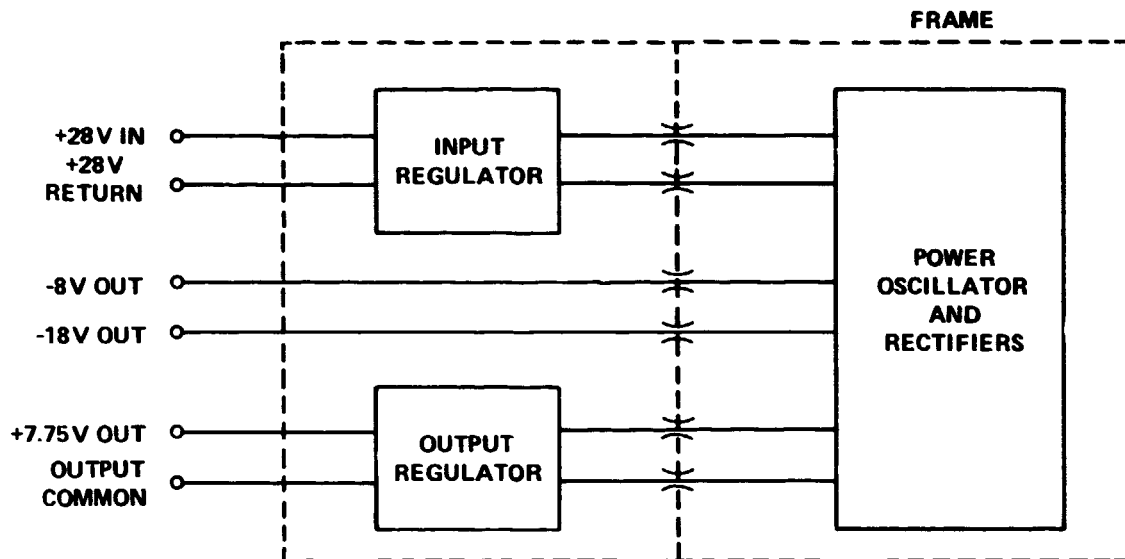 FRAME
+28V IN
+28V
RETURN
-8V OUT
-18V OUT
+7.75V OUT
OUTPUT
COMMON
INPUT
REGULATOR
OUTPUT
REGULATOR
POWER
OSCILLATOR
AND
RECTIFIERS